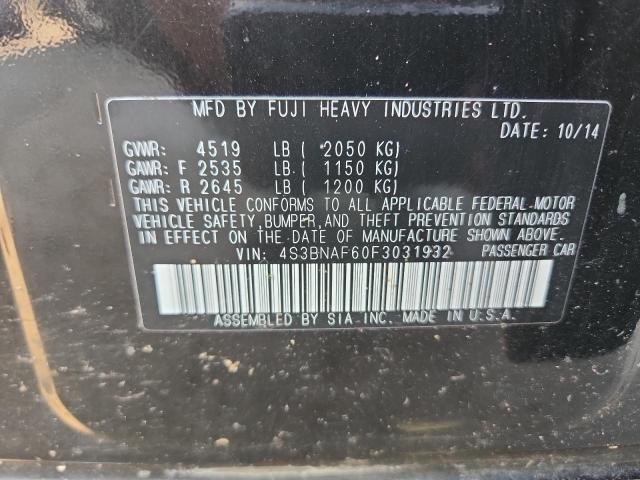 MFD BY FUJI HEAVY INDUSTRIES LTD.
DATE: 10/14
GVWR: 4519 LB ( 2050 KG)
GAWR: F 2535 LB ( 1150 KG)
GAWR: R 2645 LB ( 1200 KG)
THIS VEHICLE CONFORMS TO ALL APPLICABLE FEDERAL MOTOR
VEHICLE SAFETY, BUMPER, AND THEFT PREVENTION STANDARDS
IN EFFECT ON THE DATE OF MANUFACTURE SHOWN ABOVE.
VIN: 4S3BNAF60F3031932 PASSENGER CAR
ASSEMBLED BY SIA INC. MADE IN U.S.A.